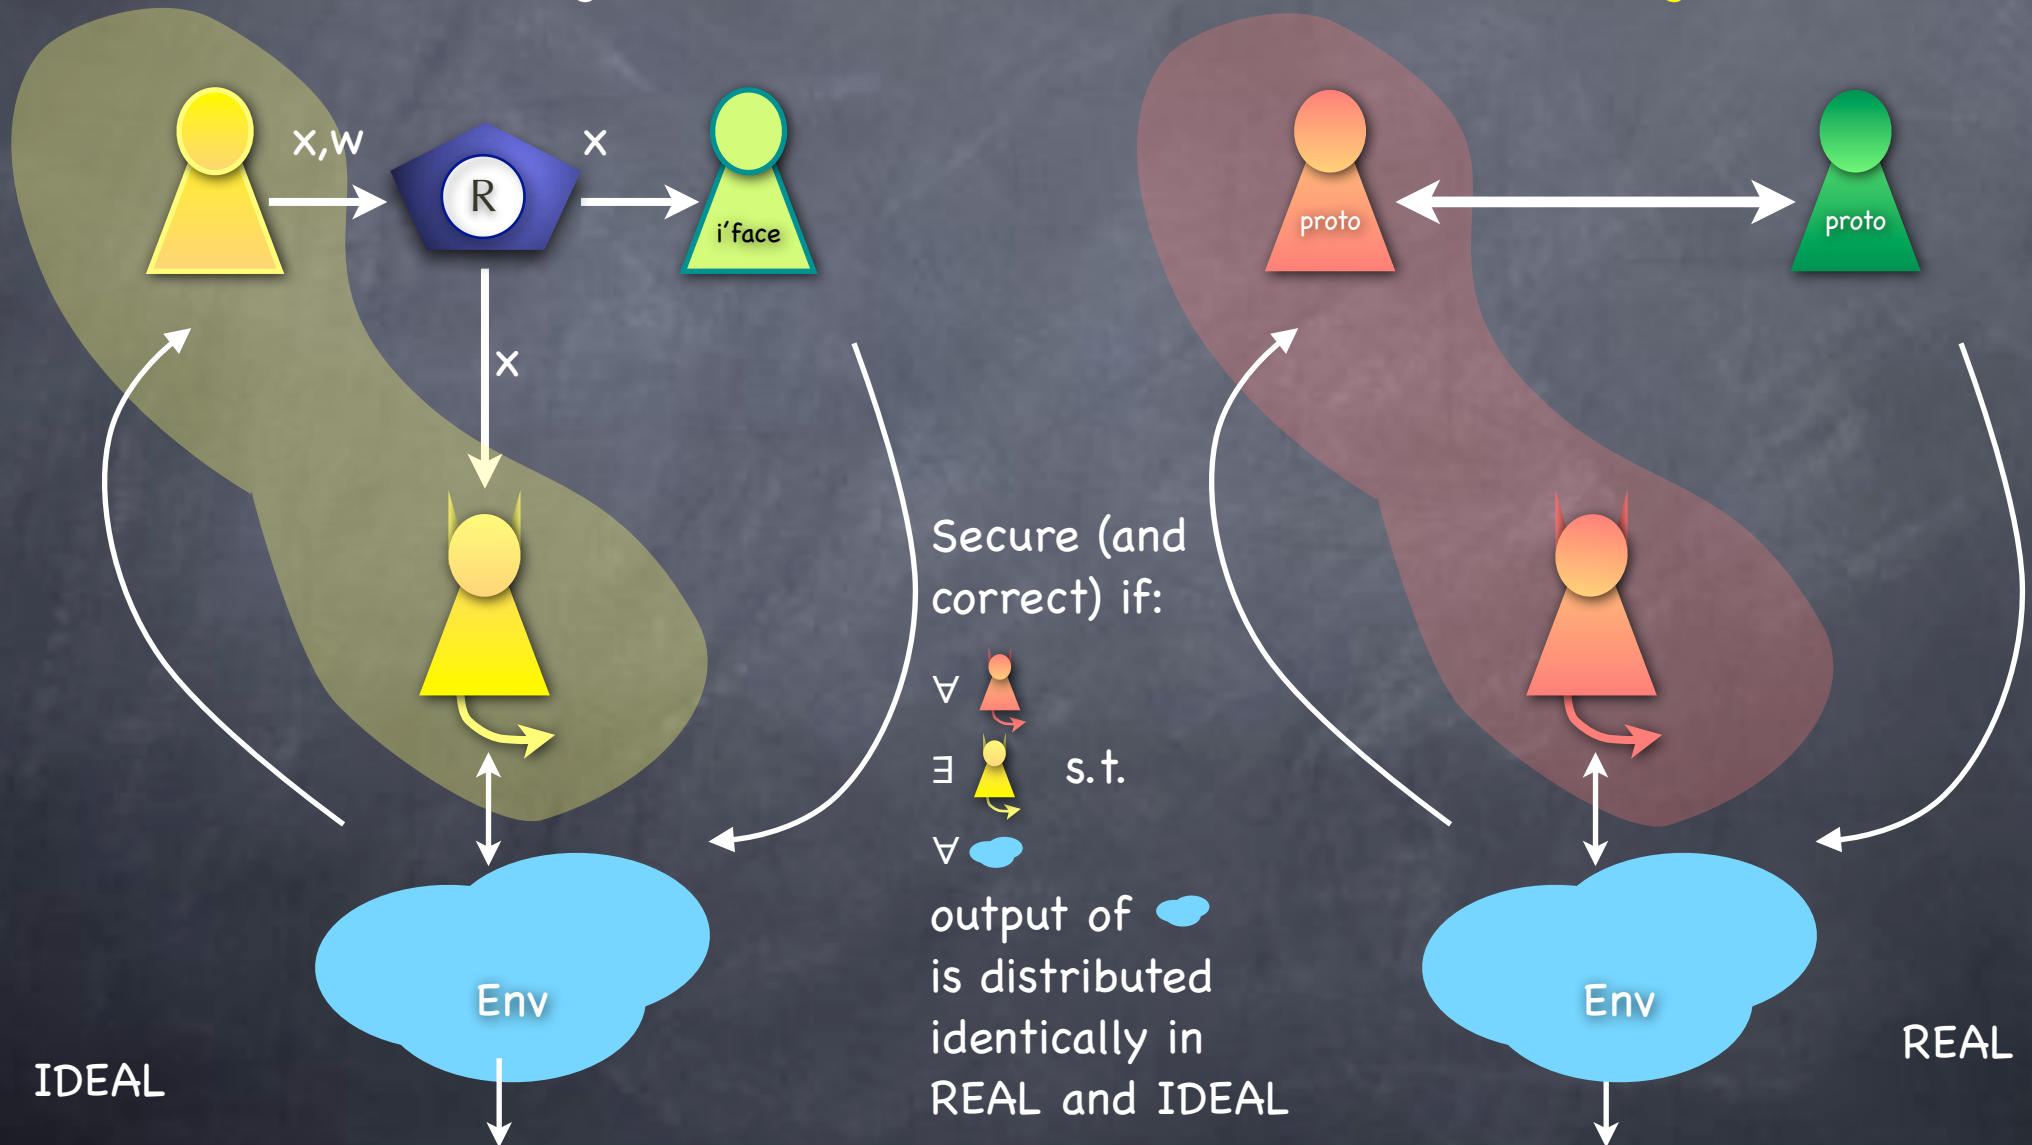 x,w
R
x
i'face
x
IDEAL
Env
Secure (and
correct) if:
∀
∃ s.t.
∀
output of
is distributed
identically in
REAL and IDEAL
proto
proto
Env
REAL